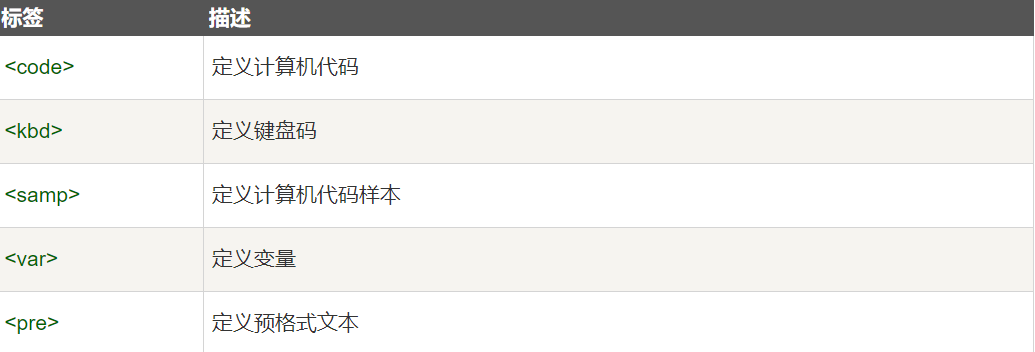 标签 描述
<code> 定义计算机代码
<kbd> 定义键盘码
<samp> 定义计算机代码样本
<var> 定义变量
<pre> 定义预格式文本